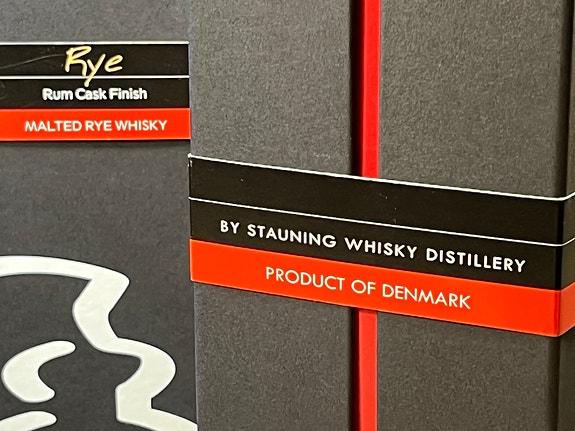 Rye
Rum Cask Finish
MALTED RYE WHISKY
BY STAUNING WHISKY DISTILLERY
PRODUCT OF DENMARK